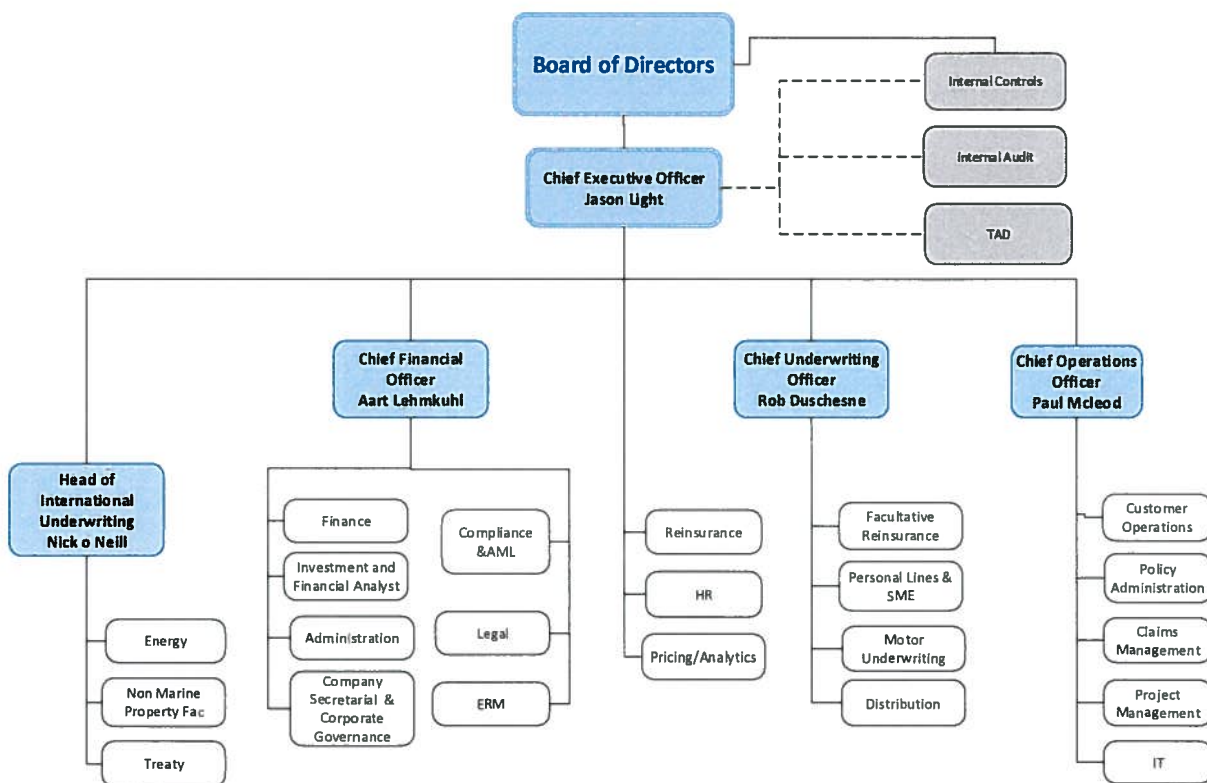 Board of Directors
Internal Controls
Internal Audit
TAD
Chief Executive Officer
Jason Light
Chief Financial
Officer
Aart Lehmkuhl
Chief Underwriting
Officer
Rob Duschesne
Chief Operations
Officer
Paul Mcleod
Head of
International
Underwriting
Nick o Neill
Energy
Non Marine
Property Fac
Treaty
Finance
Investment and
Financial Analyst
Administration
Company
Secretarial &
Corporate
Governance
Compliance
&AML
Legal
ERM
Reinsurance
HR
Pricing/Analytics
Facultative
Reinsurance
Personal Lines &
SME
Motor
Underwriting
Distribution
Customer
Operations
Policy
Administration
Claims
Management
Project
Management
IT